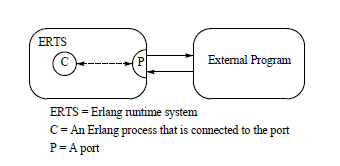 ERTS
C
P
External Program
ERTS = Erlang runtime system
C = An Erlang process that is connected to the port
P = A port